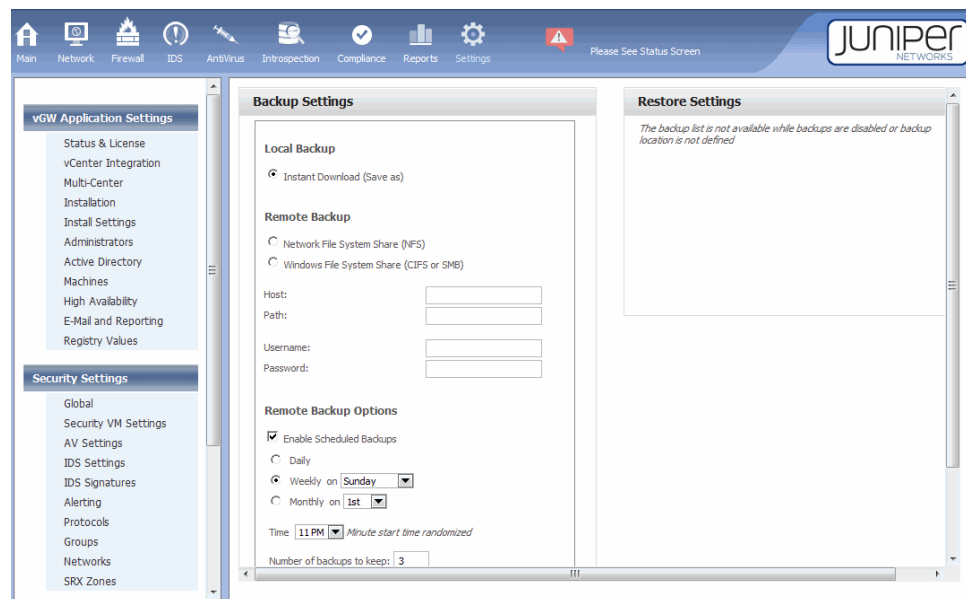 Main Network Firewall IDS AntiVirus Introspection Compliance Reports Settings
Please See Status Screen
JUNIPER
NETWORKS
vGW Application Settings
Status & License
vCenter Integration
Multi-Center
Installation
Install Settings
Administrators
Active Directory
Machines
High Availability
E-Mail and Reporting
Registry Values
Security Settings
Global
Security VM Settings
AV Settings
IDS Settings
IDS Signatures
Alerting
Protocols
Groups
Networks
SRX Zones
Backup Settings
Local Backup
Instant Download (Save as)
Remote Backup
Network File System Share (NFS)
Windows File System Share (CIFS or SMB)
Host:
Path:
Username:
Password:
Remote Backup Options
Enable Scheduled Backups
Daily
Weekly on Sunday
Monthly on 1st
Time 11 PM Minute start time randomized
Number of backups to keep: 3
Restore Settings
The backup list is not available while backups are disabled or backup
location is not defined